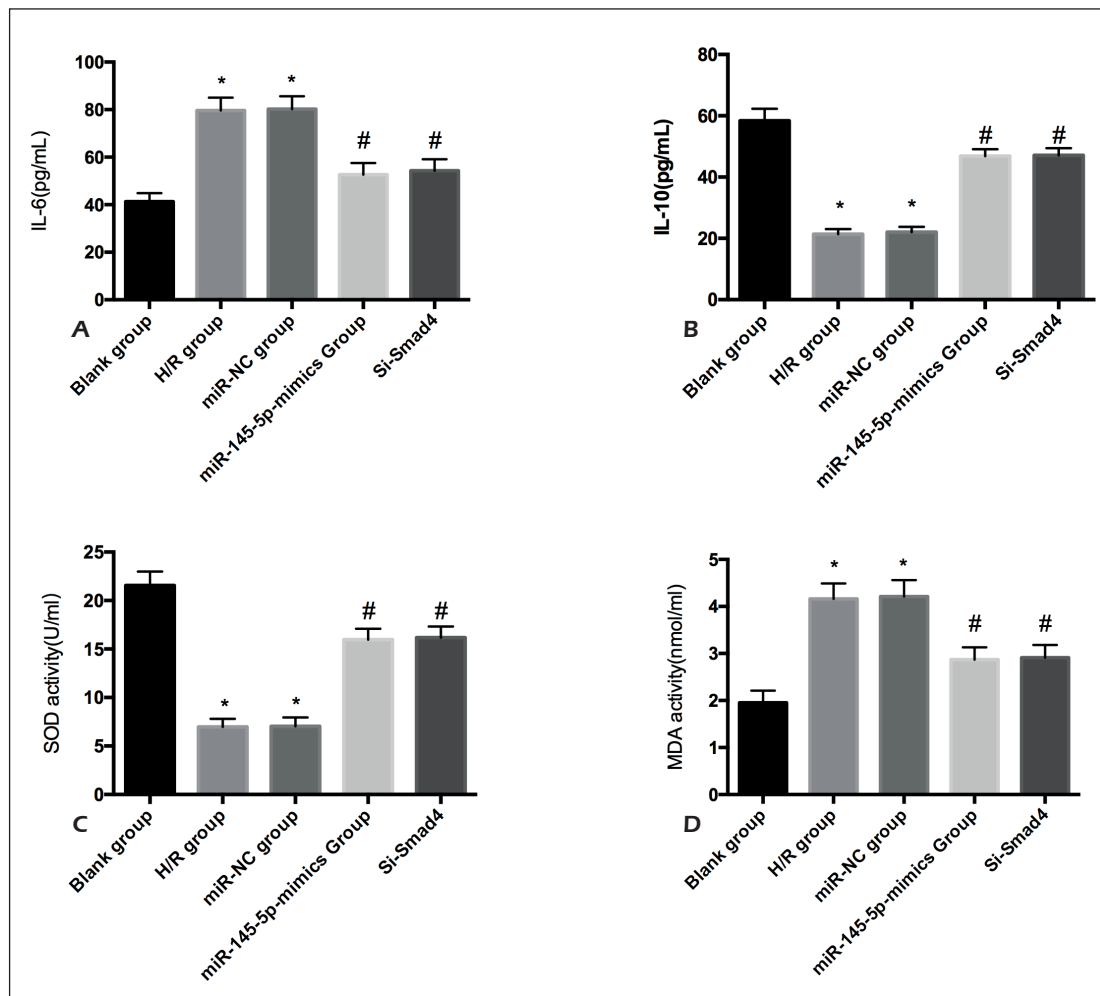 100
80
60
40
20
0
IL-6(pg/mL)
*
*
#
#
A
Blank group
H/R group
miR-NC group
miR-145-5p-mimics Group
Si-Smad4
80
60
40
20
0
IL-10(pg/mL)
*
*
#
#
B
Blank group
H/R group
miR-NC group
miR-145-5p-mimics Group
Si-Smad4
25
20
15
10
5
0
SOD activity(U/ml)
*
*
#
#
C
Blank group
H/R group
miR-NC group
miR-145-5p-mimics Group
Si-Smad4
5
4
3
2
1
0
MDA activity(nmol/ml)
*
*
#
#
D
Blank group
H/R group
miR-NC group
miR-145-5p-mimics Group
Si-Smad4